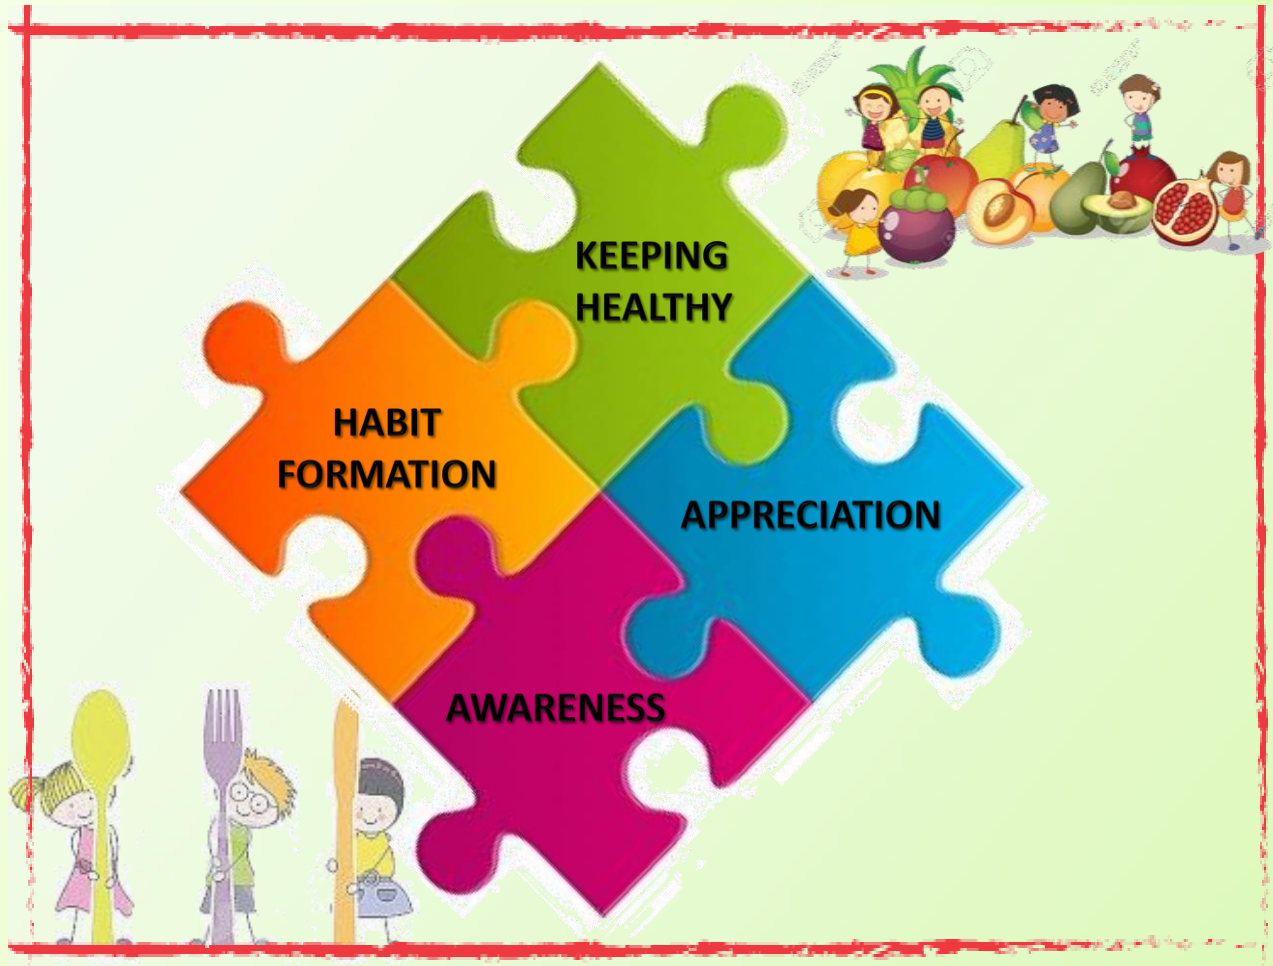 KEEPING
HEALTHY
HABIT
FORMATION
APPRECIATION
AWARENESS